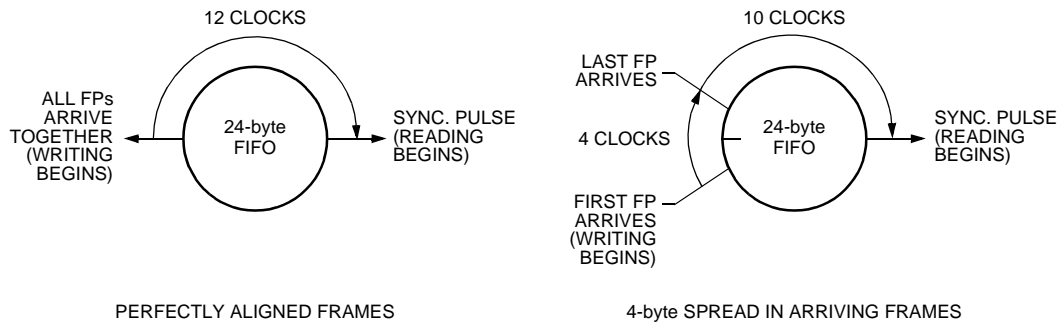 12 CLOCKS
ALL FPs
ARRIVE
TOGETHER
(WRITING
BEGINS)
24-byte
FIFO
SYNC. PULSE
(READING
BEGINS)
PERFECTLY ALIGNED FRAMES
10 CLOCKS
LAST FP
ARRIVES
4 CLOCKS
24-byte
FIFO
SYNC. PULSE
(READING
BEGINS)
FIRST FP
ARRIVES
(WRITING
BEGINS)
4-byte SPREAD IN ARRIVING FRAMES